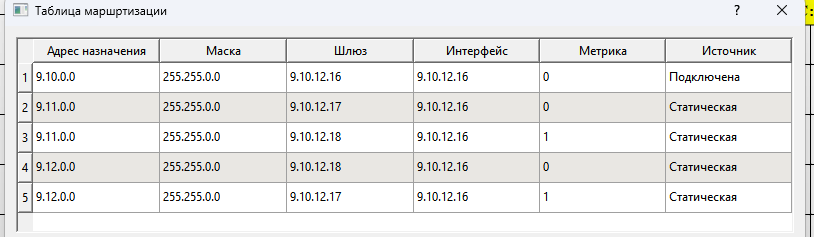 Таблица маршртизации
Адрес назначения Маска Шлюз Интерфейс Метрика Источник
1 9.10.0.0 255.255.0.0 9.10.12.16 9.10.12.16 0 Подключена
2 9.11.0.0 255.255.0.0 9.10.12.17 9.10.12.16 0 Статическая
3 9.11.0.0 255.255.0.0 9.10.12.18 9.10.12.16 1 Статическая
4 9.12.0.0 255.255.0.0 9.10.12.18 9.10.12.16 0 Статическая
5 9.12.0.0 255.255.0.0 9.10.12.17 9.10.12.16 1 Статическая